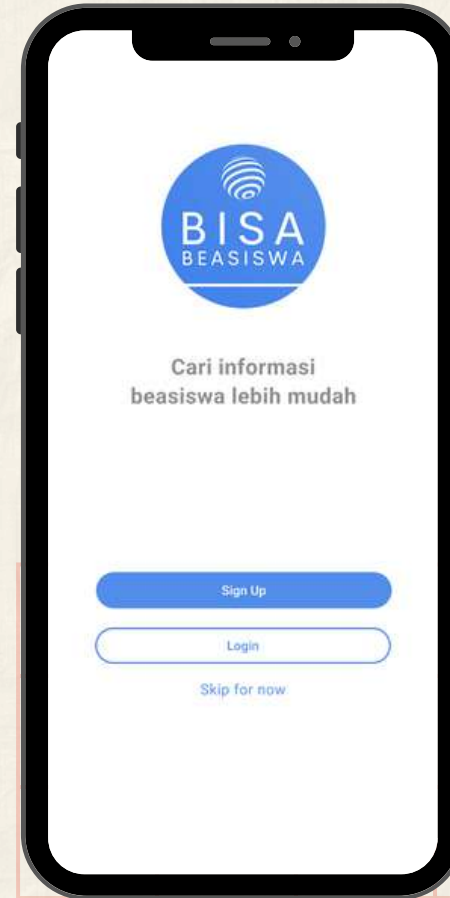 BISA
BEASISWA
Cari informasi
beasiswa lebih mudah
Sign Up
Login
Skip for now